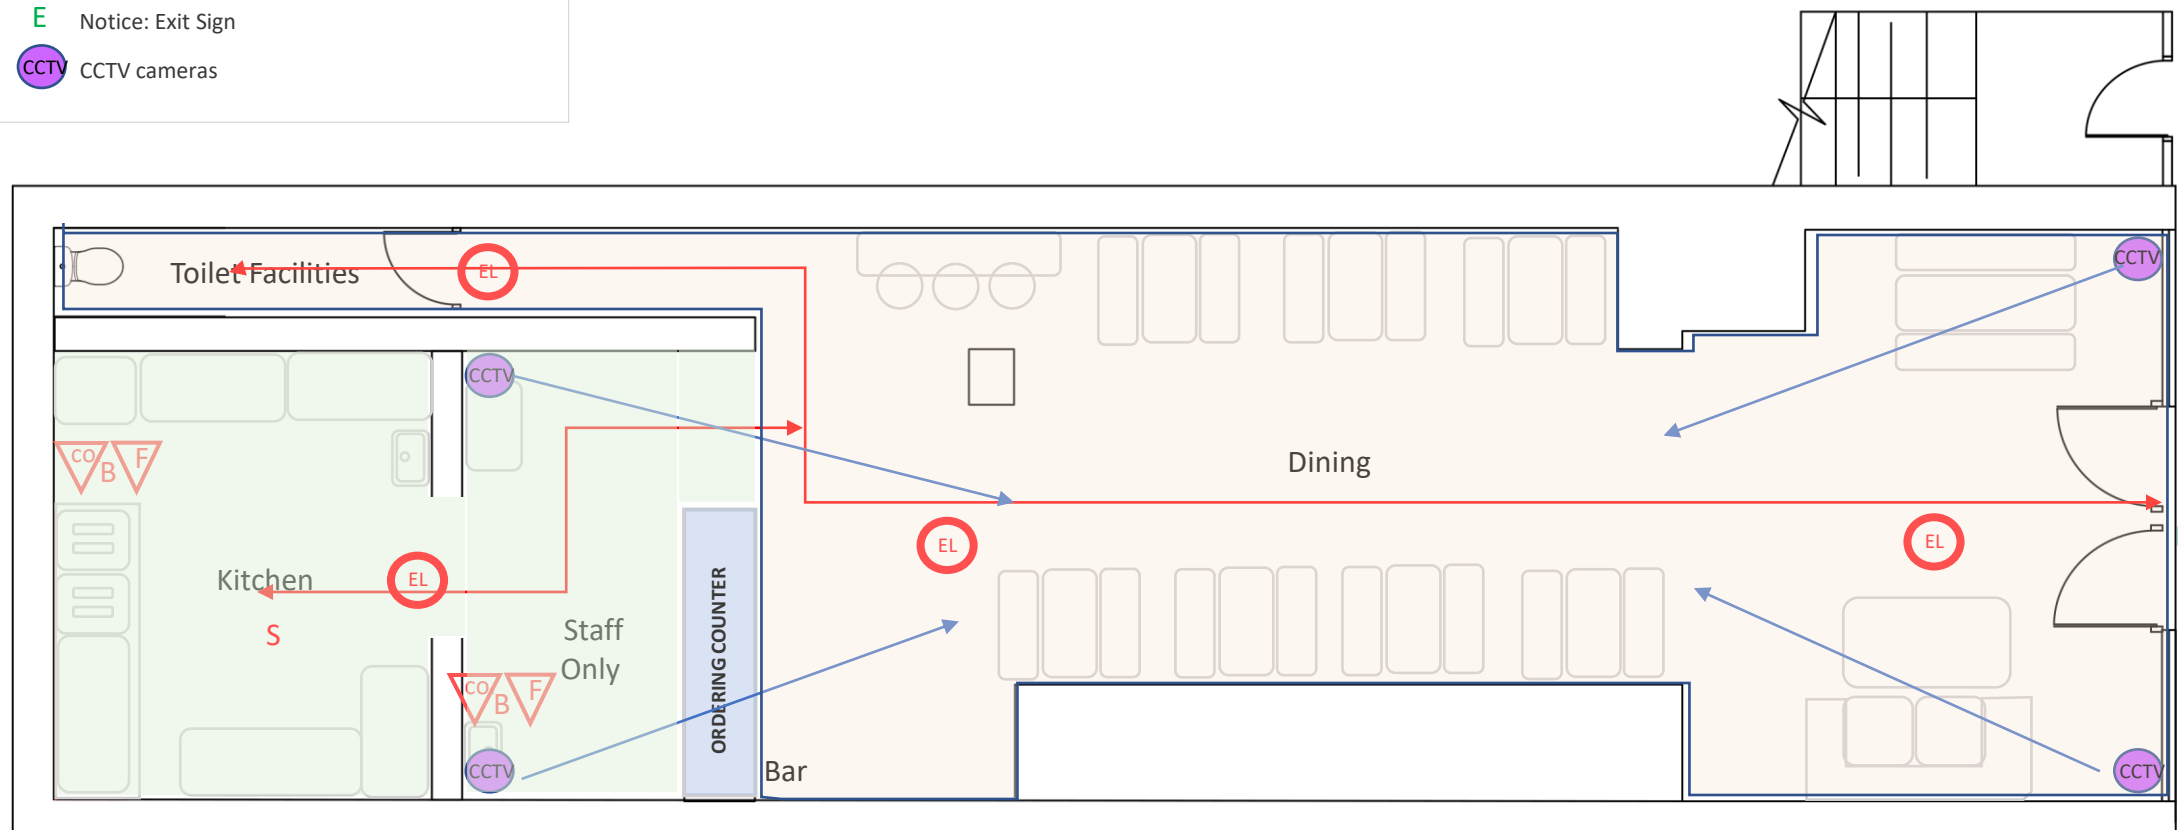 E Notice: Exit Sign
CCTV CCTV cameras
Toilet Facilities
EL
CCTV
CCTV
CO B F
Dining
Kitchen
EL
EL
EL
S
Staff
Only
ORDERING COUNTER
CO B F
CCTV
Bar
CCTV